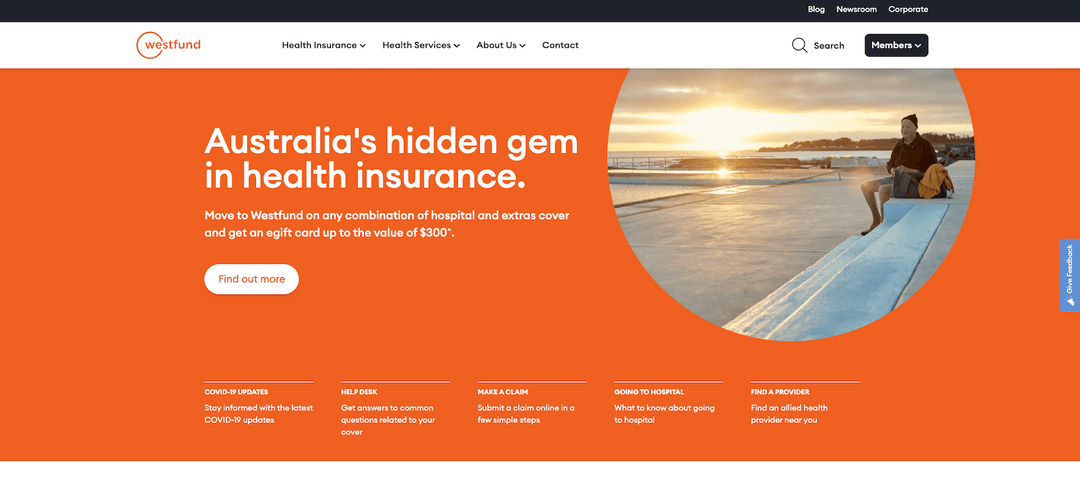 Blog Newsroom Corporate
westfund
Health Insurance Health Services About Us Contact Search Members
Australia's hidden gem
in health insurance.
Move to Westfund on any combination of hospital and extras cover
and get an egift card up to the value of $300^.
Find out more
Give Feedback
COVID-19 UPDATES
Stay informed with the latest
COVID-19 updates
HELP DESK
Get answers to common
questions related to your
cover
MAKE A CLAIM
Submit a claim online in a
few simple steps
GOING TO HOSPITAL
What to know about going
to hospital
FIND A PROVIDER
Find an allied health
provider near you